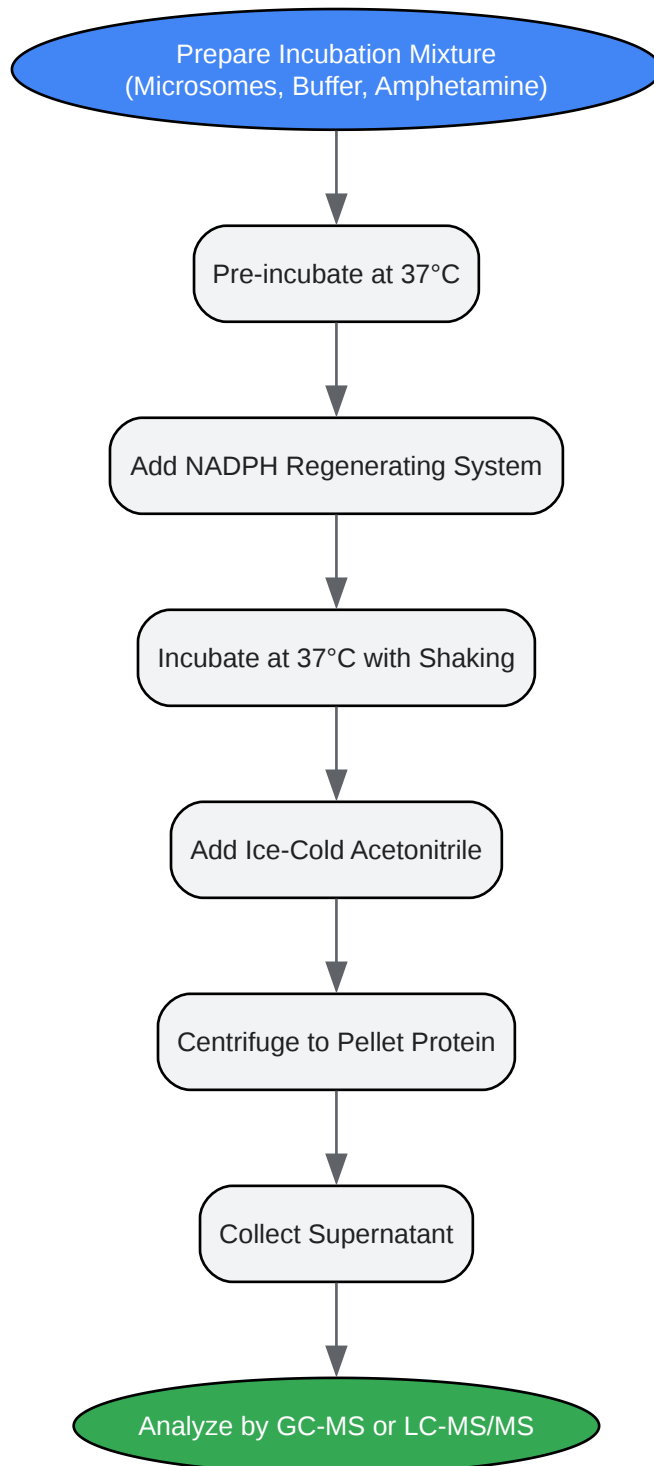 Prepare Incubation Mixture
(Microsomes, Buffer, Amphetamine)
Pre-incubate at 37°C
Add NADPH Regenerating System
Incubate at 37°C with Shaking
Add Ice-Cold Acetonitrile
Centrifuge to Pellet Protein
Collect Supernatant
Analyze by GC-MS or LC-MS/MS